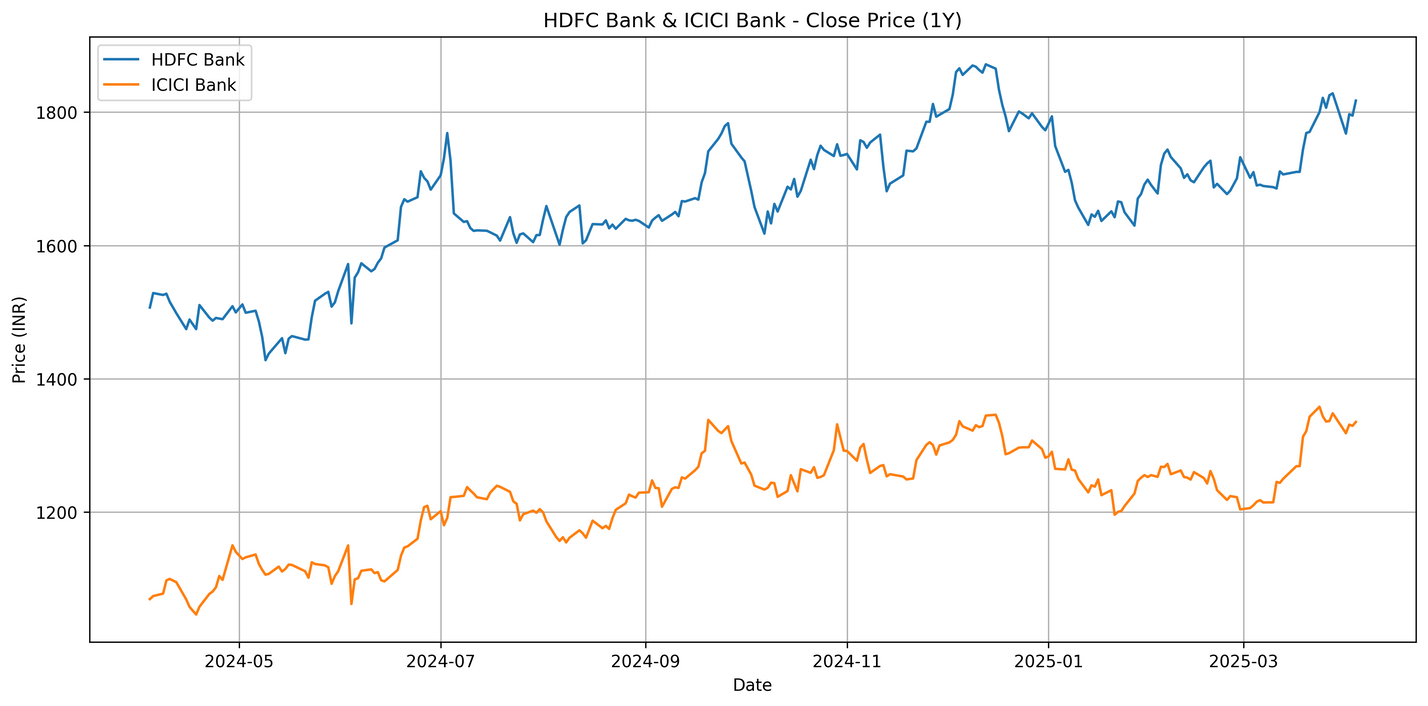 HDFC Bank & ICICI Bank - Close Price (1Y)
HDFC Bank
ICICI Bank
Price (INR)
1800
1600
1400
1200
2024-05 2024-07 2024-09 2024-11 2025-01 2025-03
Date